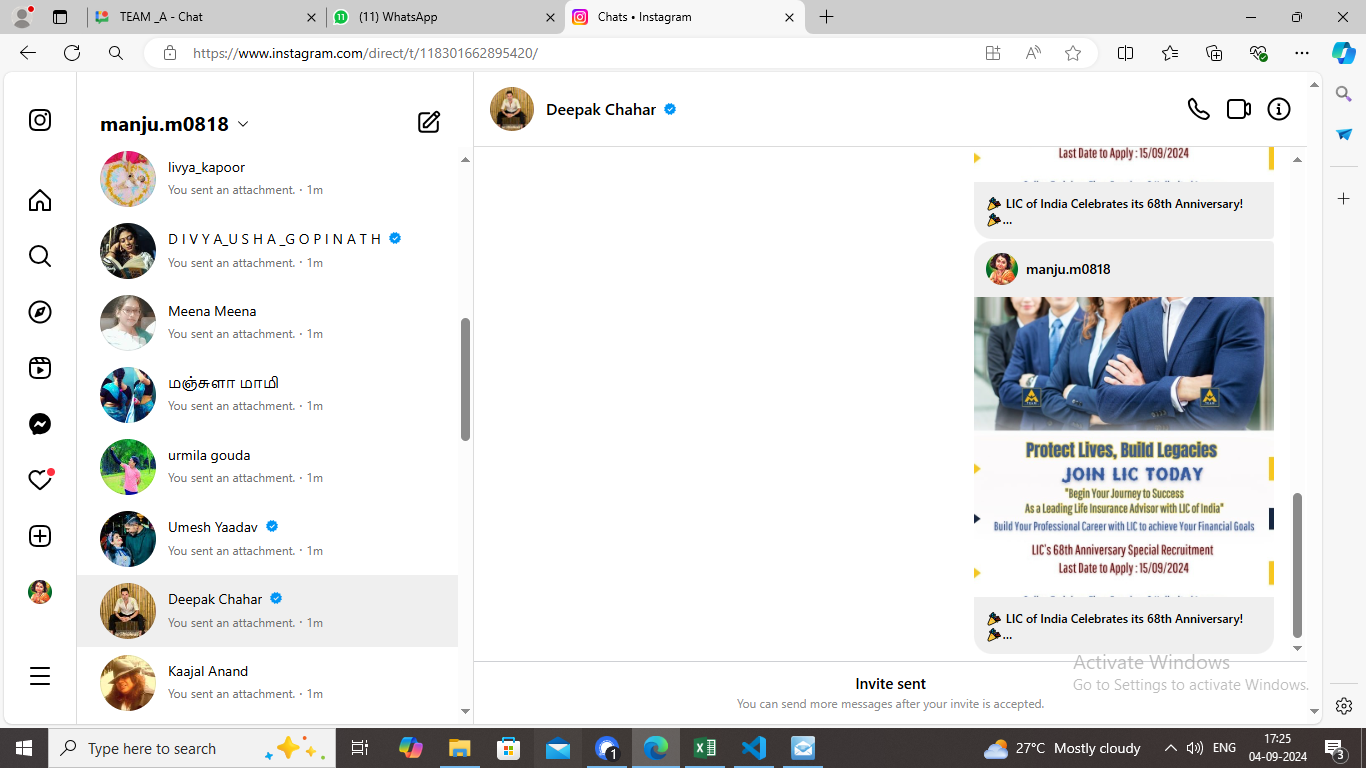 TEAM _A - Chat
(11) WhatsApp
Chats • Instagram
https://www.instagram.com/direct/t/118301662895420/
manju.m0818
livya_kapoor
You sent an attachment. · 1m
D I V Y A_U S H A _G O P I N A T H
You sent an attachment. · 1m
Meena Meena
You sent an attachment. · 1m
மஞ்சுளா மாமி
You sent an attachment. · 1m
urmila gouda
You sent an attachment. · 1m
Umesh Yaadav
You sent an attachment. · 1m
Deepak Chahar
You sent an attachment. · 1m
Kaajal Anand
You sent an attachment. · 1m
Deepak Chahar
Last Date to Apply : 15/09/2024
🎉 LIC of India Celebrates its 68th Anniversary!
🎉...
manju.m0818
Protect Lives, Build Legacies
JOIN LIC TODAY
"Begin Your Journey to Success
As a Leading Life Insurance Advisor with LIC of India"
Build Your Professional Career with LIC to achieve Your Financial Goals
LIC's 68th Anniversary Special Recruitment
Last Date to Apply : 15/09/2024
🎉 LIC of India Celebrates its 68th Anniversary!
🎉...
Invite sent
You can send more messages after your invite is accepted.
Activate Windows
Go to Settings to activate Windows.
Type here to search
1
27°C Mostly cloudy
ENG
17:25
04-09-2024
3